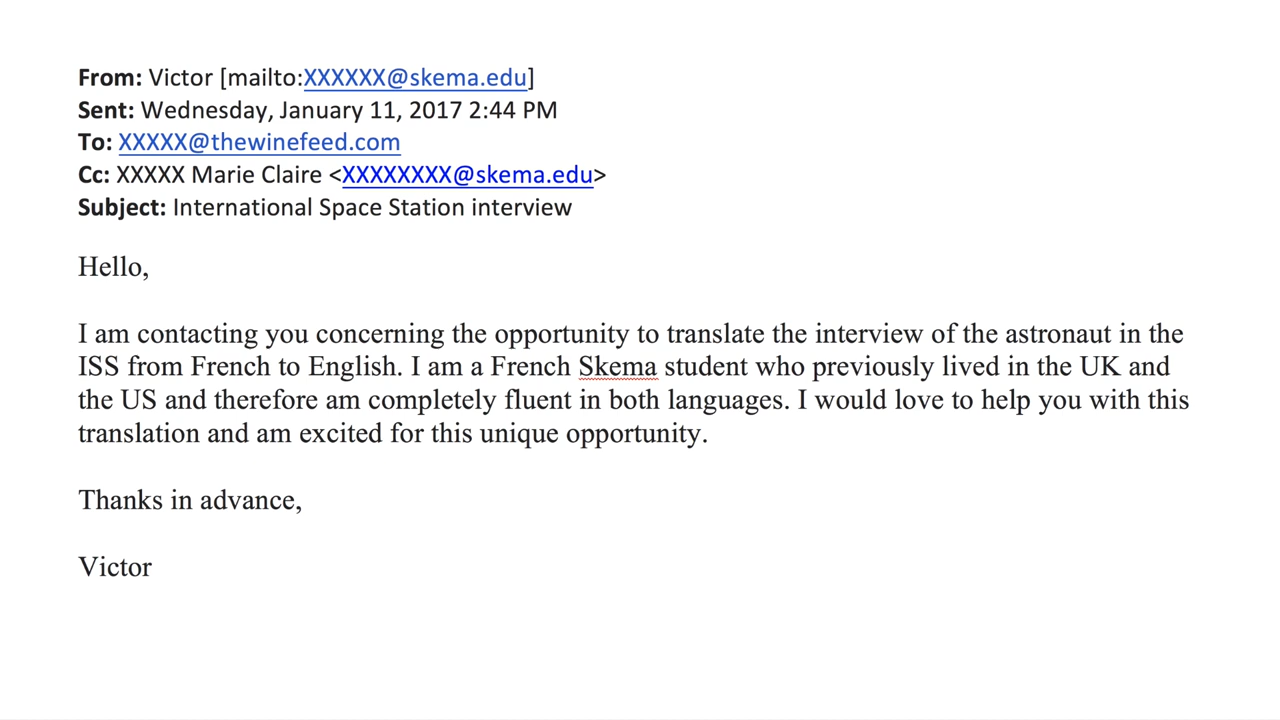 From: Victor [mailto:XXXXXX@skema.edu]
Sent: Wednesday, January 11, 2017 2:44 PM
To: XXXXX@thewinefeed.com
Cc: XXXXX Marie Claire <XXXXXXXX@skema.edu>
Subject: International Space Station interview
Hello,
I am contacting you concerning the opportunity to translate the interview of the astronaut in the
ISS from French to English. I am a French Skema student who previously lived in the UK and
the US and therefore am completely fluent in both languages. I would love to help you with this
translation and am excited for this unique opportunity.
Thanks in advance,
Victor